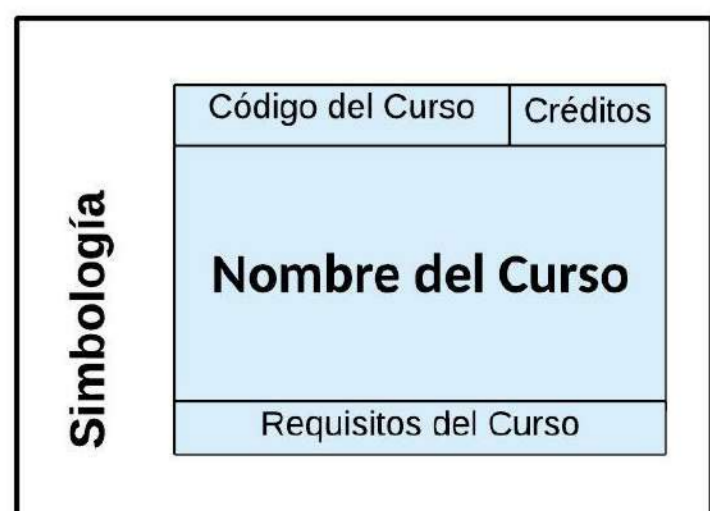 Simbología
Código del Curso
Créditos
Nombre del Curso
Requisitos del Curso